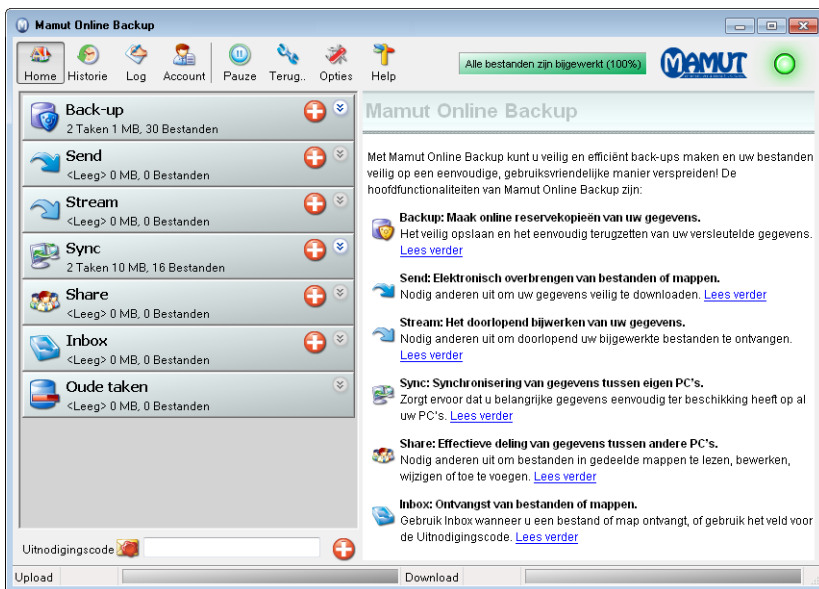 Mamut Online Backup
Home Historie Log Account Pauze Terug.. Opties Help
Alle bestanden zijn bijgewerkt (100%)
MAMUT
Back-up
2 Taken 1 MB, 30 Bestanden
Send
<Leeg> 0 MB, 0 Bestanden
Stream
<Leeg> 0 MB, 0 Bestanden
Sync
2 Taken 10 MB, 16 Bestanden
Share
<Leeg> 0 MB, 0 Bestanden
Inbox
<Leeg> 0 MB, 0 Bestanden
Oude taken
<Leeg> 0 MB, 0 Bestanden
Uitnodigingscode
Mamut Online Backup
Met Mamut Online Backup kunt u veilig en efficiënt back-ups maken en uw bestanden
veilig op een eenvoudige, gebruiksvriendelijke manier verspreiden! De
hoofdfunctionaliteiten van Mamut Online Backup zijn:
Backup: Maak online reservekopieën van uw gegevens.
Het veilig opslaan en het eenvoudig terugzetten van uw versleutelde gegevens.
Lees verder
Send: Elektronisch overbrengen van bestanden of mappen.
Nodig anderen uit om uw gegevens veilig te downloaden. Lees verder
Stream: Het doorlopend bijwerken van uw gegevens.
Nodig anderen uit om doorlopend uw bijgewerkte bestanden te ontvangen.
Lees verder
Sync: Synchronisering van gegevens tussen eigen PC's.
Zorgt ervoor dat u belangrijke gegevens eenvoudig ter beschikking heeft op al
uw PC's. Lees verder
Share: Effectieve deling van gegevens tussen andere PC's.
Nodig anderen uit om bestanden in gedeelde mappen te lezen, bewerken,
wijzigen of toe te voegen. Lees verder
Inbox: Ontvangst van bestanden of mappen.
Gebruik Inbox wanneer u een bestand of map ontvangt, of gebruik het veld voor
de Uitnodigingscode. Lees verder
Upload
Download